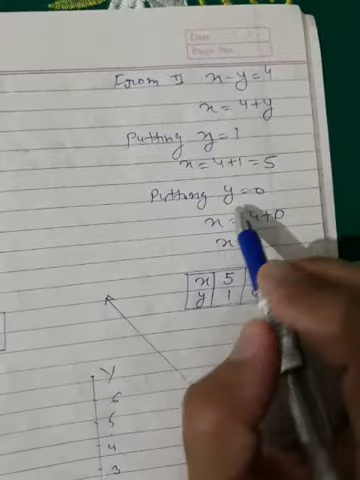 Date
Page No.
From II x-y=4
x=4+y
Putting y=1
x=4+1=5
Putting y=0
x=4+0
x
x 5
y 1
Y
6
5
4
3